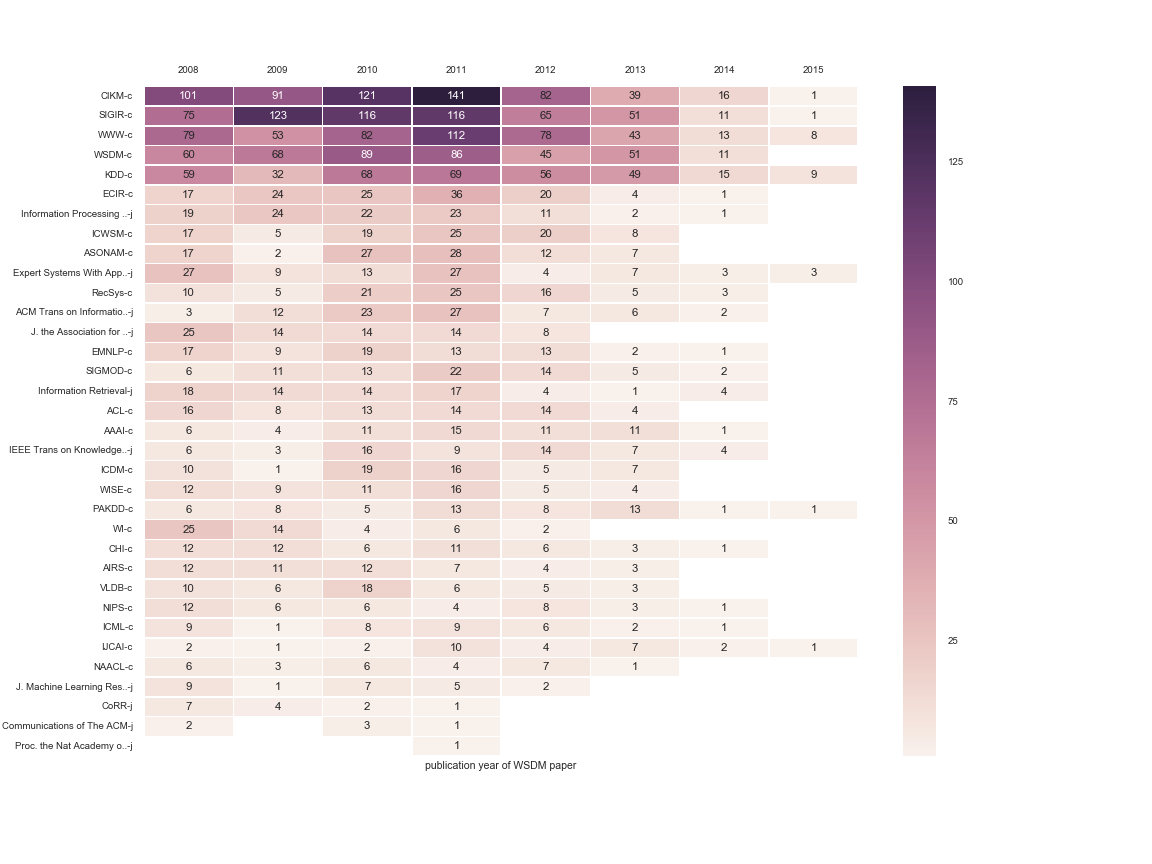 2008 2009 2010 2011 2012 2013 2014 2015
CIKM-c 101 91 121 141 82 39 16 1
SIGIR-c 75 123 116 116 65 51 11 1
WWW-c 79 53 82 112 78 43 13 8
125
WSDM-c 60 68 89 86 45 51 11
KDD-c 59 32 68 69 56 49 15 9
ECIR-c 17 24 25 36 20 4 1
Information Processing ..-j 19 24 22 23 11 2 1
ICWSM-c 17 5 19 25 20 8
ASONAM-c 17 2 27 28 12 7
Expert Systems With App..-j 27 9 13 27 4 7 3 3
100
RecSys-c 10 5 21 25 16 5 3
ACM Trans on Informatio..-j 3 12 23 27 7 6 2
J. the Association for ..-j 25 14 14 14 8
EMNLP-c 17 9 19 13 13 2 1
SIGMOD-c 6 11 13 22 14 5 2
Information Retrieval-j 18 14 14 17 4 1 4
75
ACL-c 16 8 13 14 14 4
AAAI-c 6 4 11 15 11 11 1
IEEE Trans on Knowledge..-j 6 3 16 9 14 7 4
ICDM-c 10 1 19 16 5 7
WISE-c 12 9 11 16 5 4
PAKDD-c 6 8 5 13 8 13 1 1
50
WI-c 25 14 4 6 2
CHI-c 12 12 6 11 6 3 1
AIRS-c 12 11 12 7 4 3
VLDB-c 10 6 18 6 5 3
NIPS-c 12 6 6 4 8 3 1
ICML-c 9 1 8 9 6 2 1
25
IJCAI-c 2 1 2 10 4 7 2 1
NAACL-c 6 3 6 4 7 1
J. Machine Learning Res..-j 9 1 7 5 2
CoRR-j 7 4 2 1
Communications of The ACM-j 2 3 1
Proc. the Nat Academy o..-j 1
publication year of WSDM paper